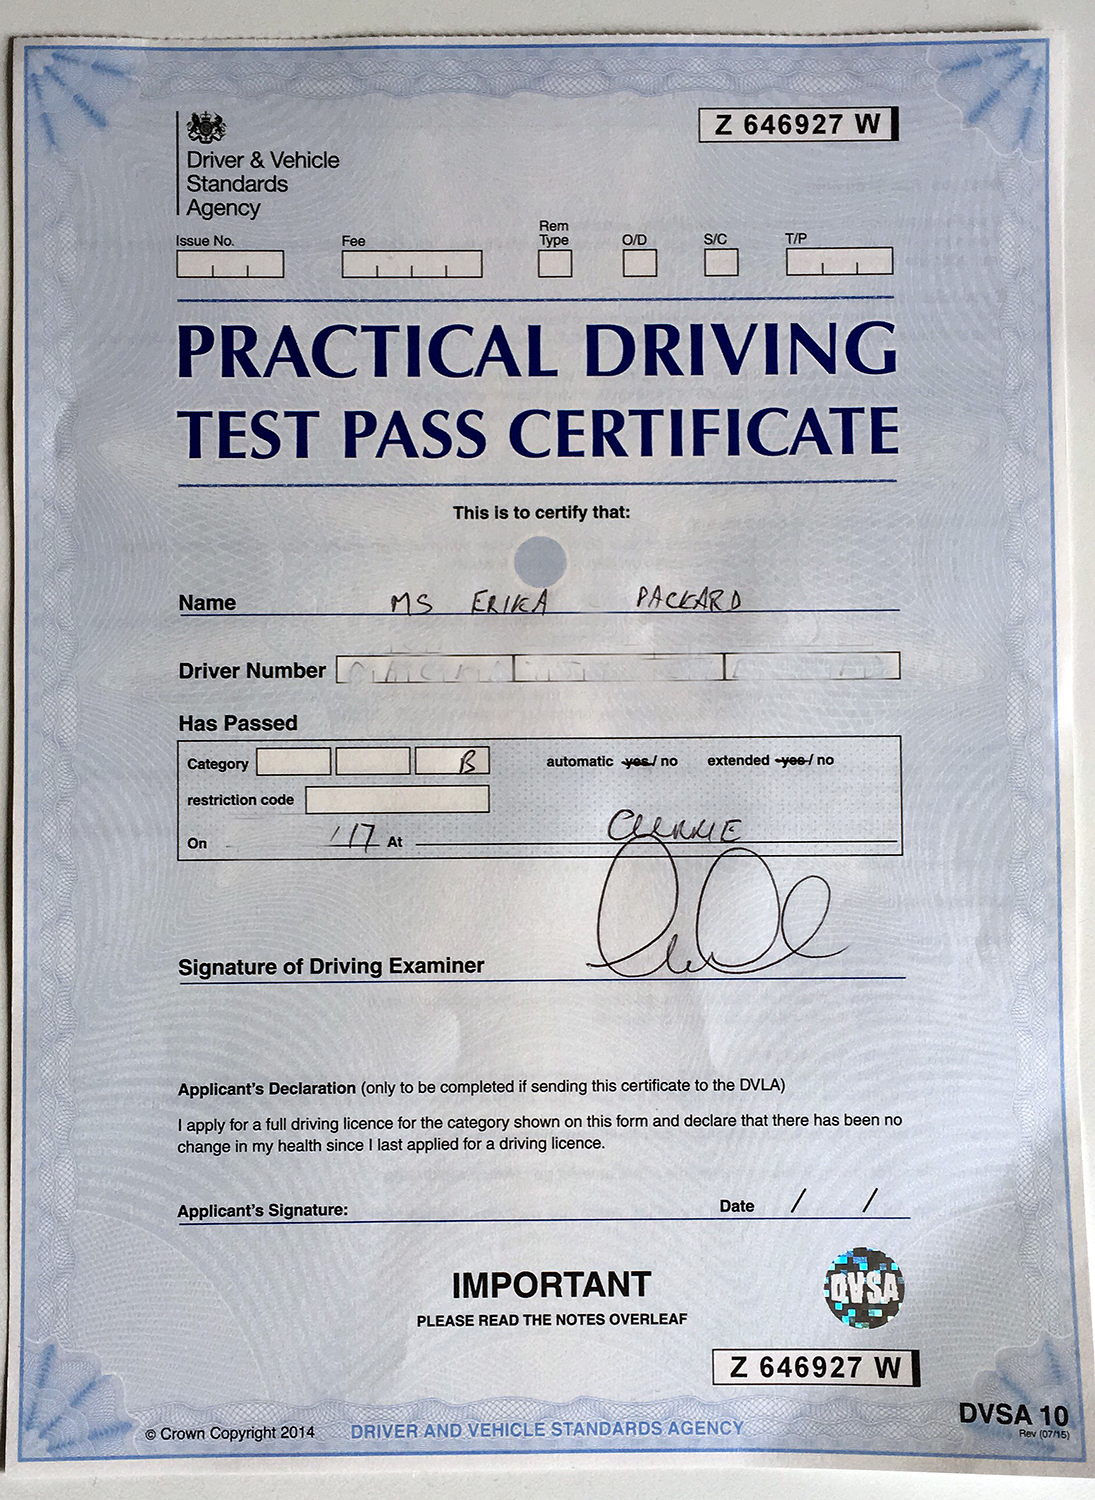 Z 646927 W
Driver & Vehicle
Standards
Agency
Issue No. Fee Rem Type O/D S/C T/P
PRACTICAL DRIVING
TEST PASS CERTIFICATE
This is to certify that:
Name MS ERIKA PACKARD
Driver Number
Has Passed
Category B automatic yes/ no extended yes/ no
restriction code
On /17 At
Signature of Driving Examiner
Applicant's Declaration (only to be completed if sending this certificate to the DVLA)
I apply for a full driving licence for the category shown on this form and declare that there has been no
change in my health since I last applied for a driving licence.
Applicant's Signature: Date / /
IMPORTANT
DVSA
PLEASE READ THE NOTES OVERLEAF
Z 646927 W
© Crown Copyright 2014 DRIVER AND VEHICLE STANDARDS AGENCY DVSA 10
Rev (07/15)